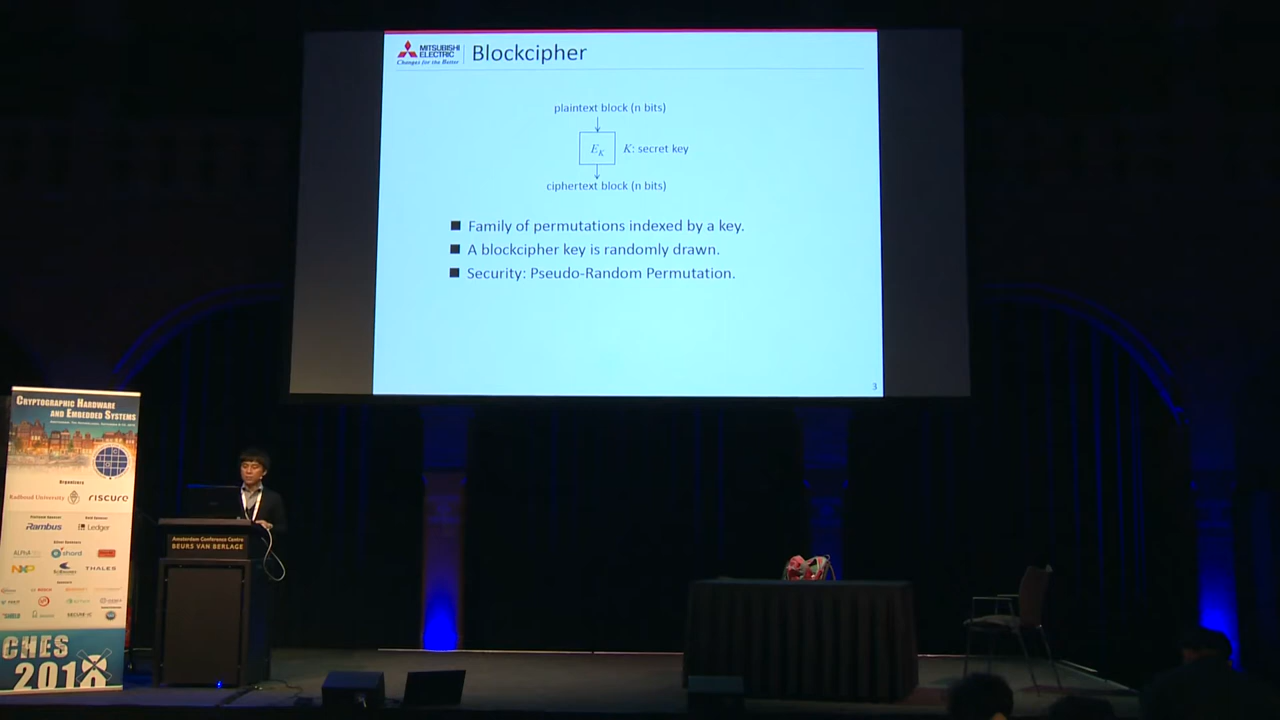 MITSUBISHI
ELECTRIC
Changes for the Better
Blockcipher
plaintext block (n bits)
E_K K: secret key
ciphertext block (n bits)
■ Family of permutations indexed by a key.
■ A blockcipher key is randomly drawn.
■ Security: Pseudo-Random Permutation.
3
CRYPTOGRAPHIC HARDWARE
AND EMBEDDED SYSTEMS
Organizers
Radboud University riscure
Rambus Ledger
eshard
NXP THALES
CHES
2018
Amsterdam Conference Centre
BEURS VAN BERLAGE